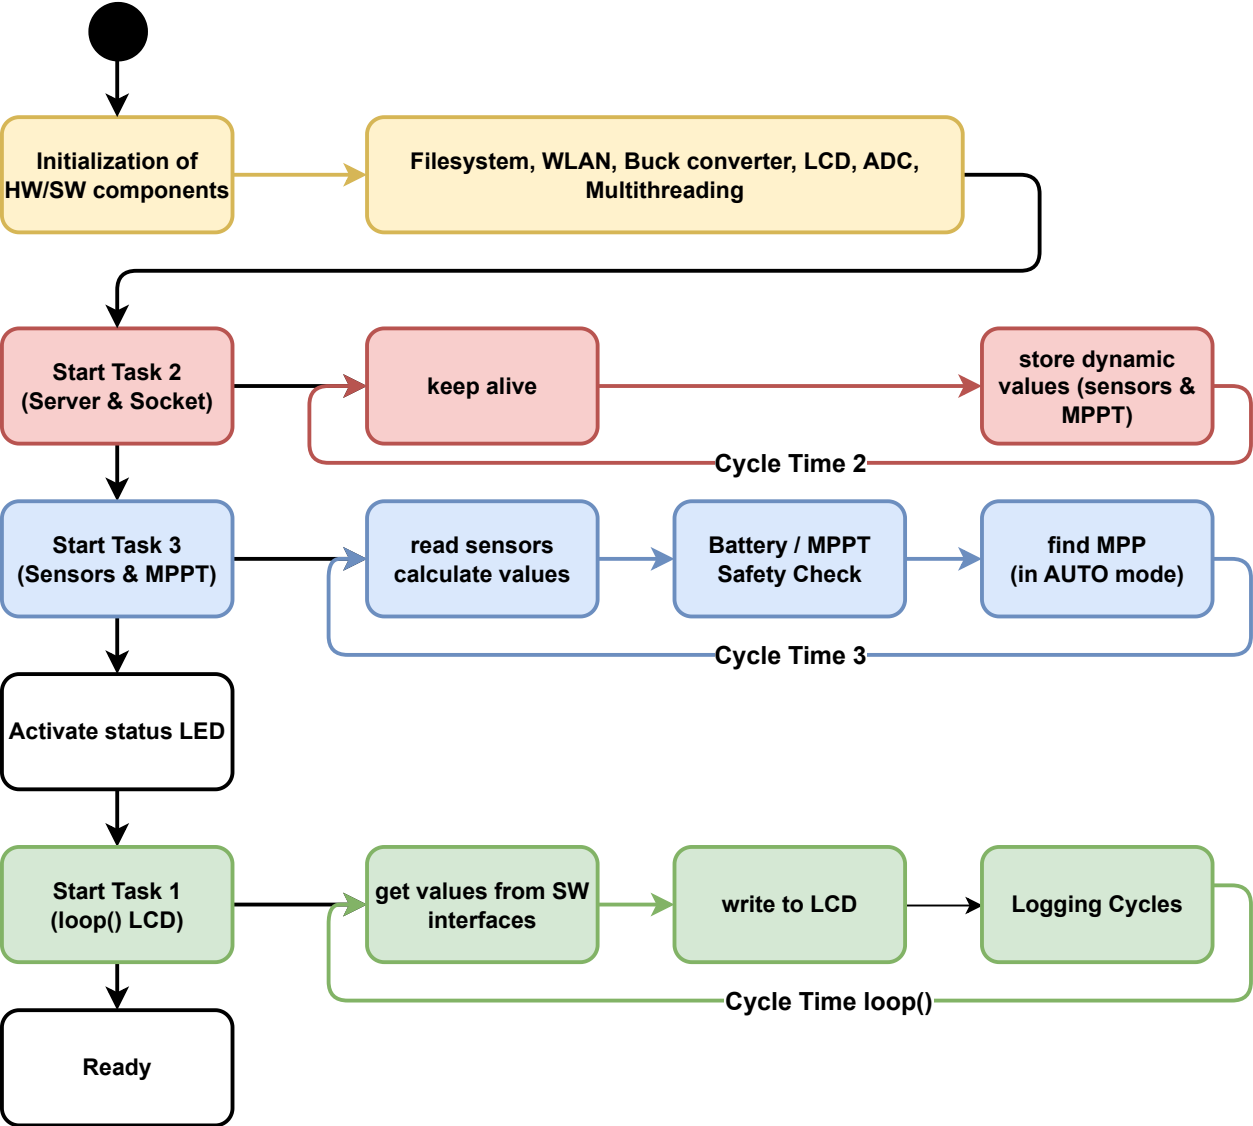 Initialization of
HW/SW components
Filesystem, WLAN, Buck converter, LCD, ADC,
Multithreading
Start Task 2
(Server & Socket)
keep alive
store dynamic
values (sensors &
MPPT)
Cycle Time 2
Start Task 3
(Sensors & MPPT)
read sensors
calculate values
Battery / MPPT
Safety Check
find MPP
(in AUTO mode)
Cycle Time 3
Activate status LED
Start Task 1
(loop() LCD)
get values from SW
interfaces
write to LCD
Logging Cycles
Cycle Time loop()
Ready